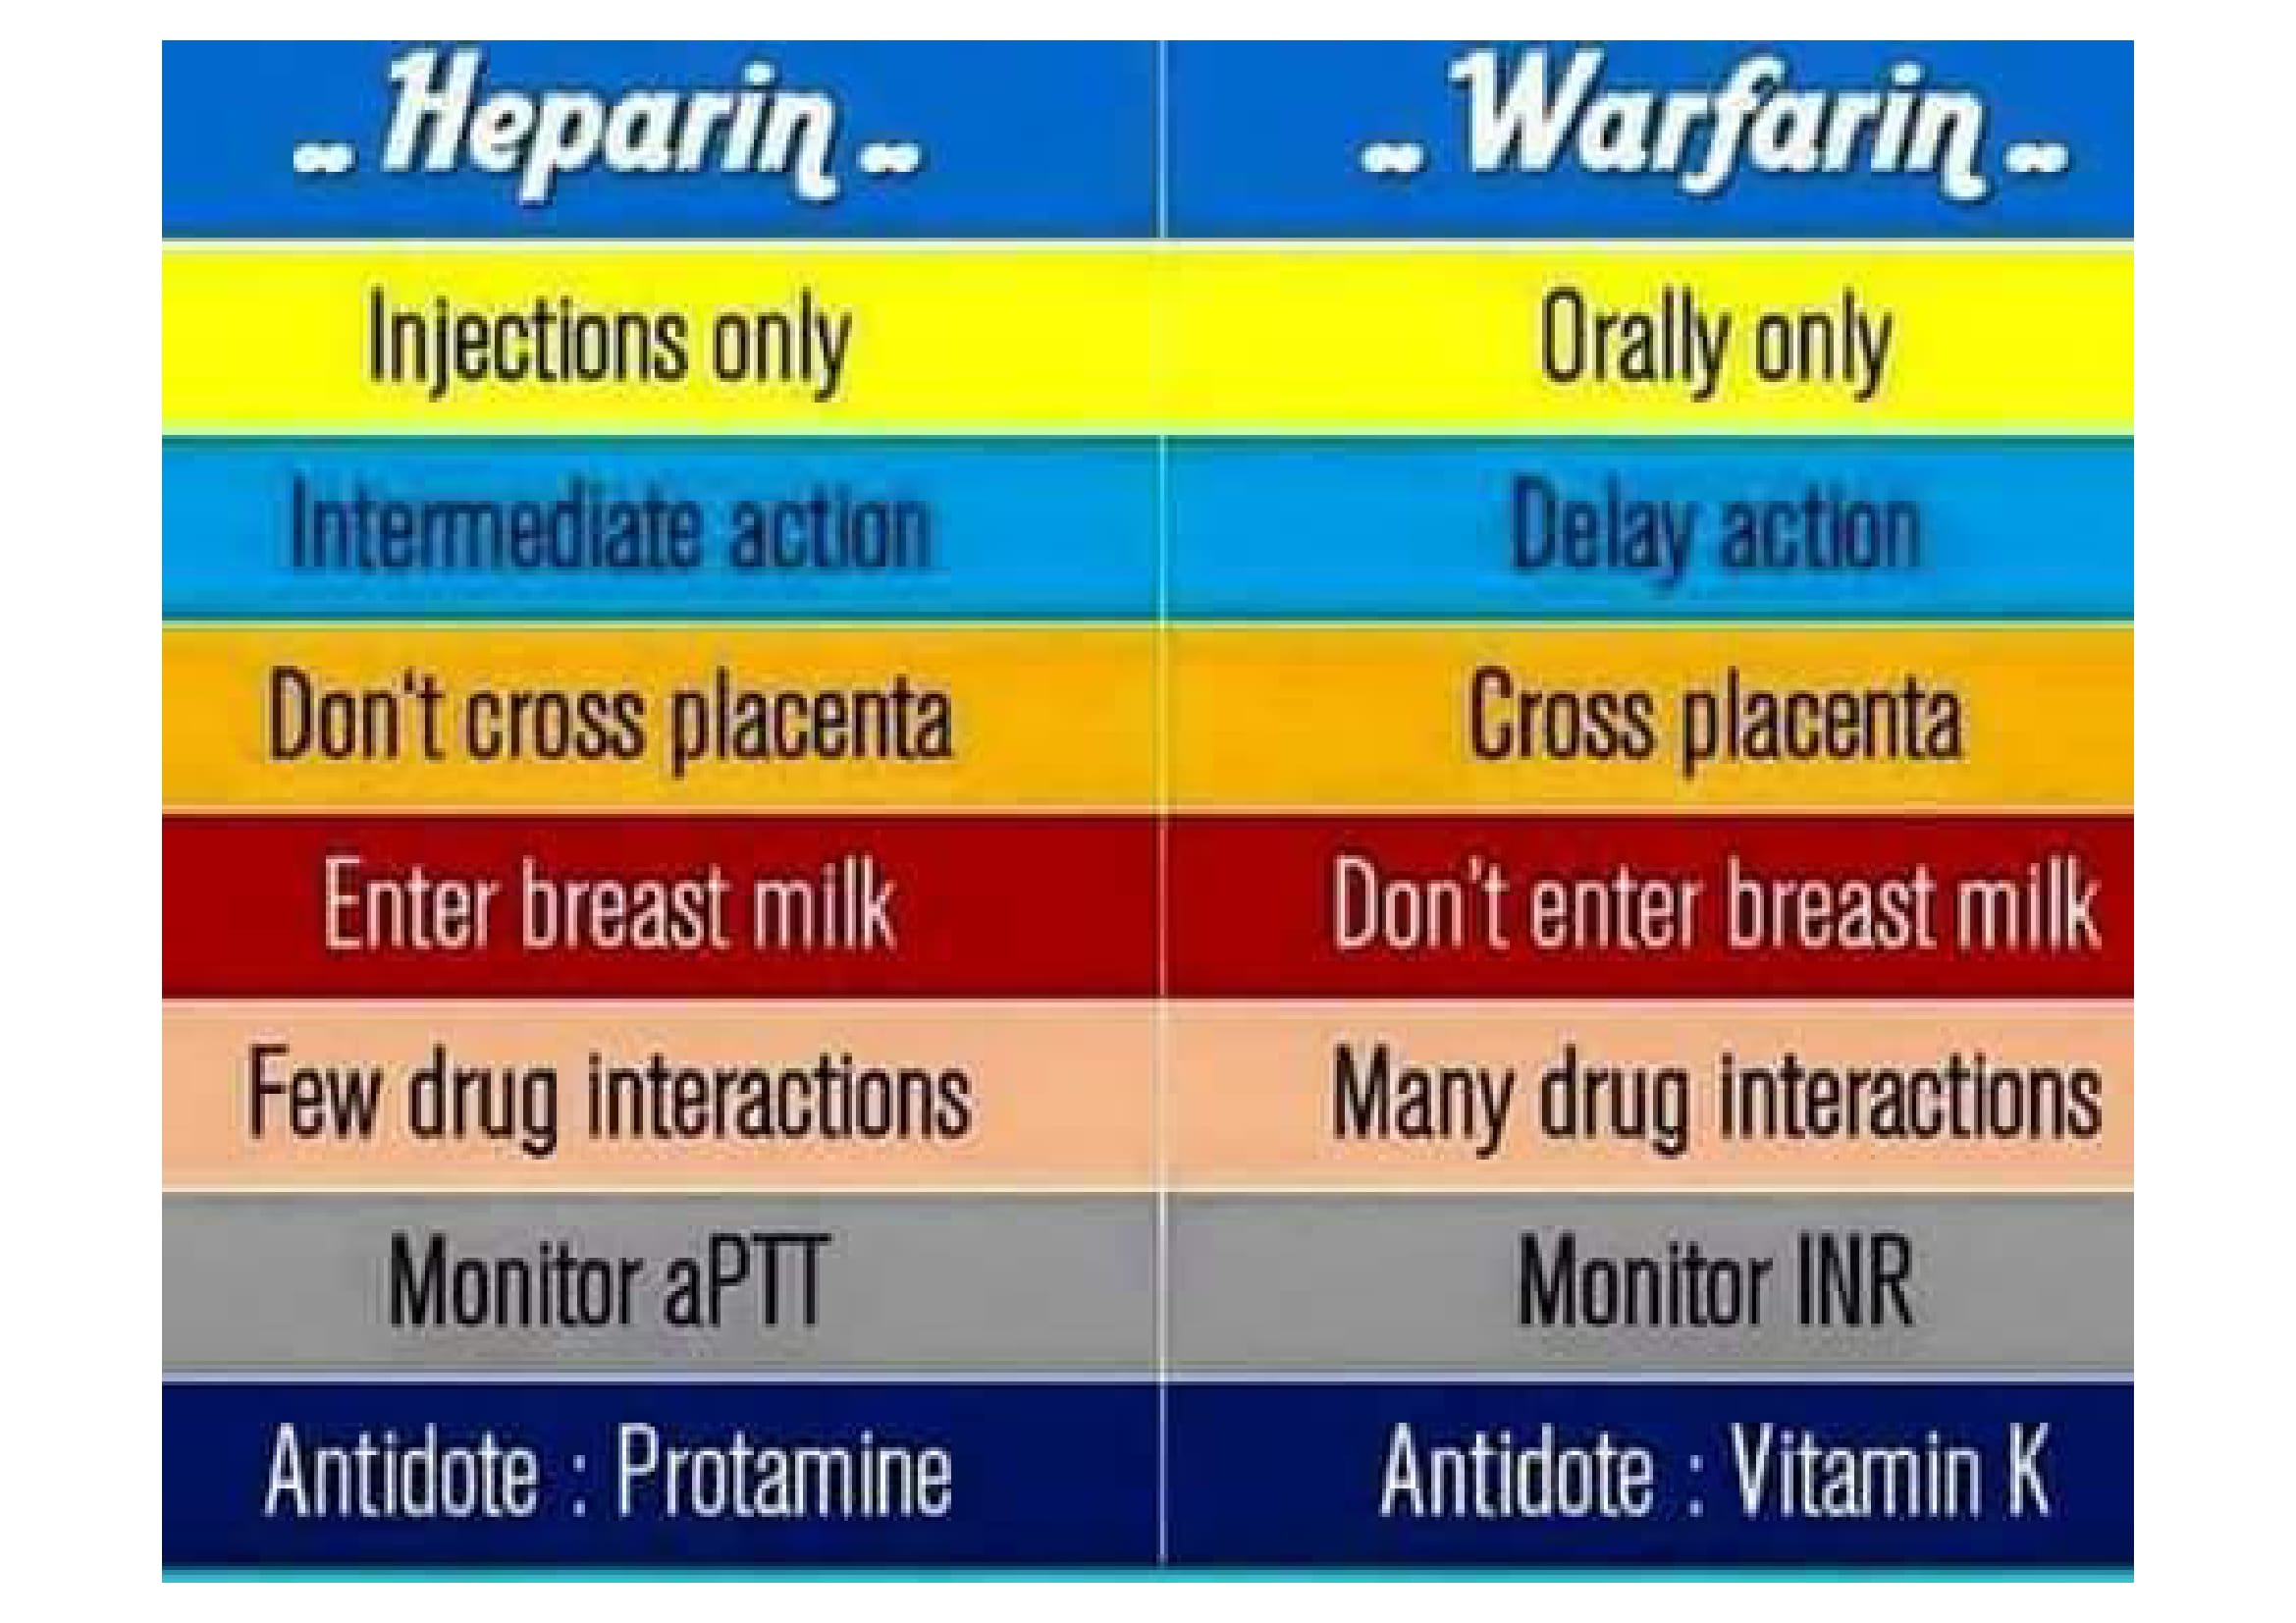 Heparin
Warfarin
Injections only
Orally only
Intermediate action
Delay action
Don't cross placenta
Cross placenta
Enter breast milk
Don't enter breast milk
Few drug interactions
Many drug interactions
Monitor aPTT
Monitor INR
Antidote : Protamine
Antidote : Vitamin K